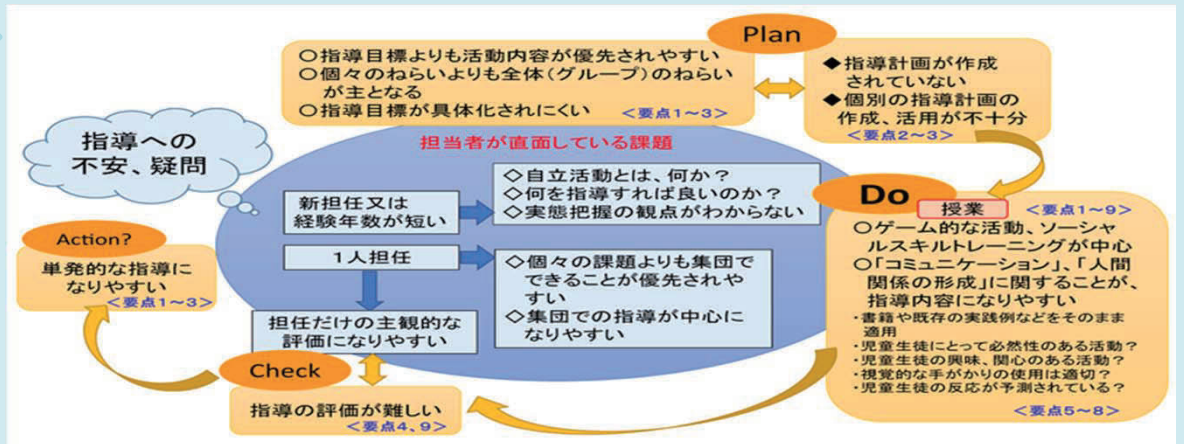 Plan
○指導目標よりも活動内容が優先されやすい
○個々のねらいよりも全体(グループ)のねらい
が主となる
○指導目標が具体化されにくい
<要点1~3>
◆指導計画が作成
されていない
◆個別の指導計画の
作成、活用が不十分
<要点2~3>
指導への
不安、疑問
担当者が直面している課題
新担任又は
経験年数が短い
◇自立活動とは、何か?
◇何を指導すれば良いのか?
◇実態把握の観点がわからない
1人担任
◇個々の課題よりも集団で
できることが優先されや
すい
◇集団での指導が中心に
なりやすい
担任だけの主観的な
評価になりやすい
Do
授業
<要点1~9>
○ゲーム的な活動、ソーシャ
ルスキルトレーニングが中心
○「コミュニケーション」、「人間
関係の形成」に関することが、
指導内容になりやすい
・書籍や既存の実践例などをそのまま
適用
・児童生徒にとって必然性のある活動?
・児童生徒の興味、関心のある活動?
・視覚的な手がかりの使用は適切?
・児童生徒の反応が予測されている?
<要点5~8>
Check
指導の評価が難しい
<要点4、9>
Action?
単発的な指導に
なりやすい
<要点1~3>